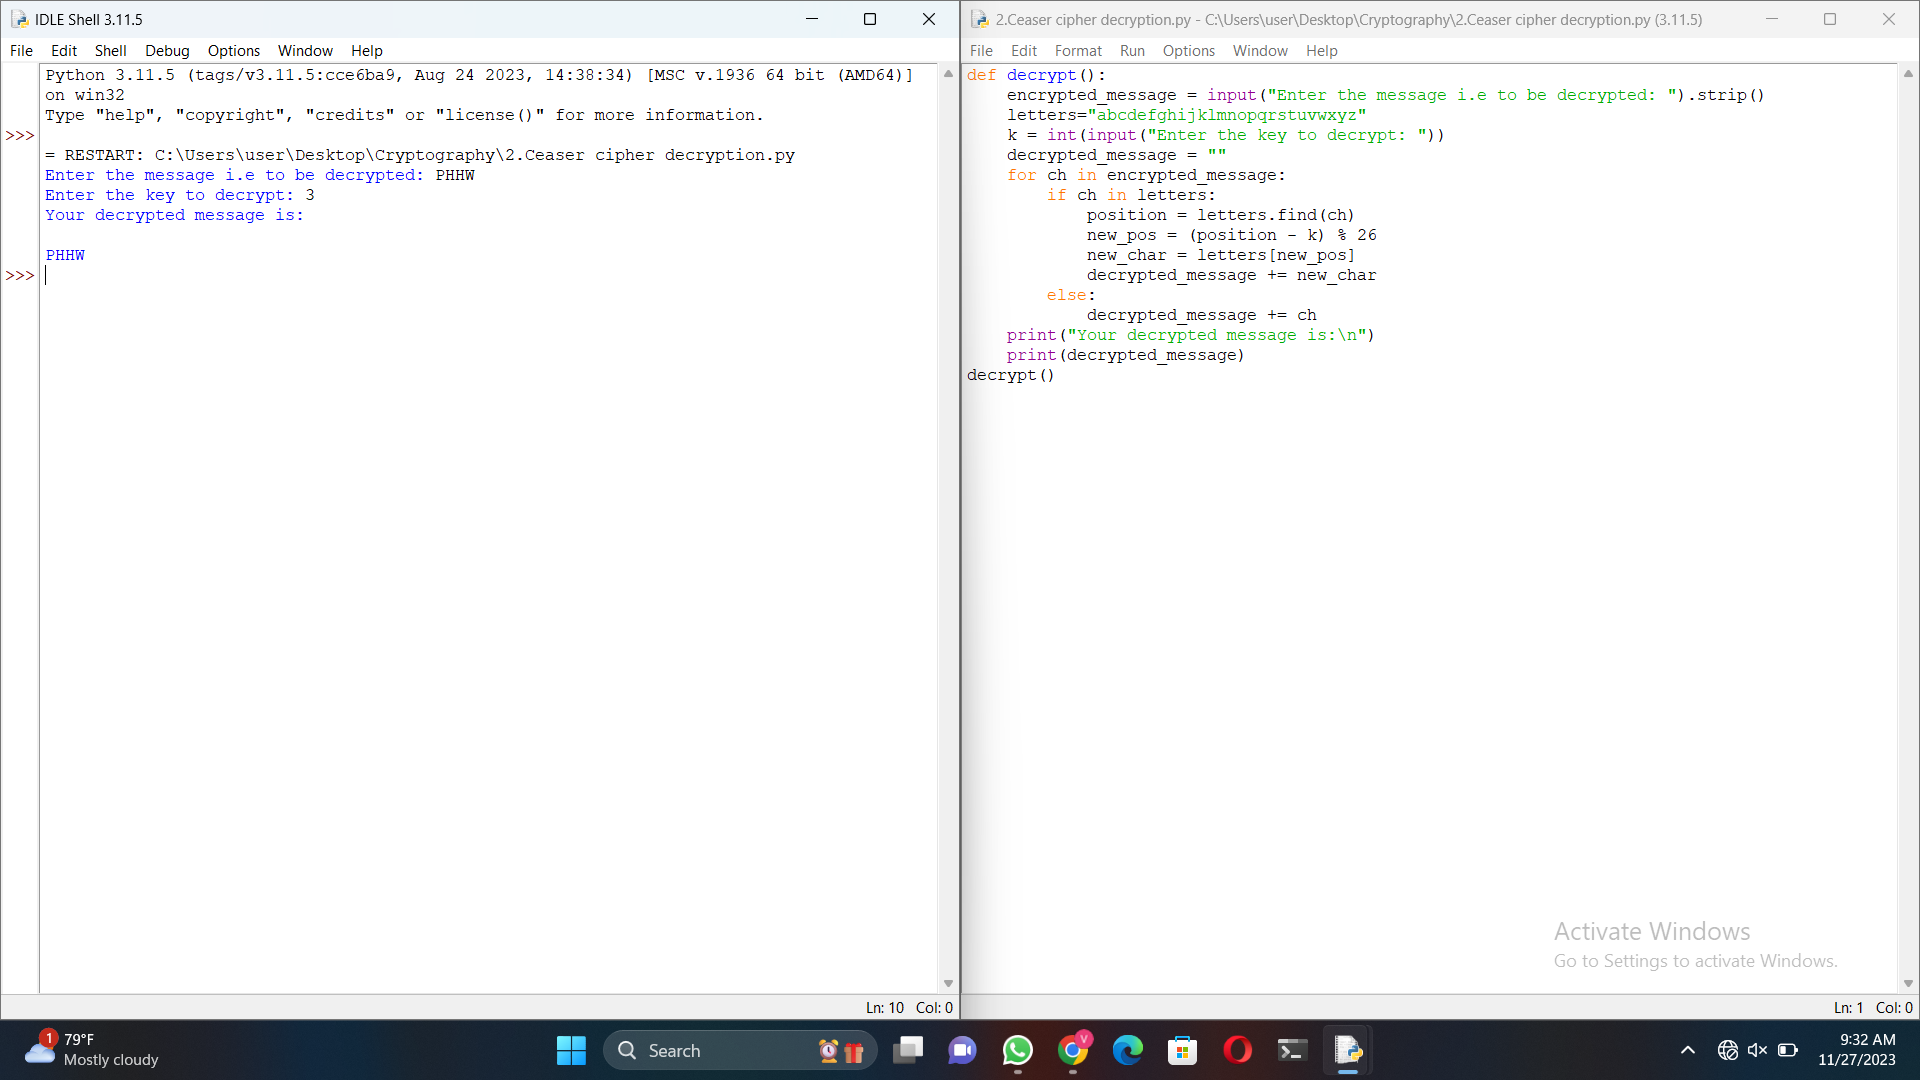 IDLE Shell 3.11.5
File Edit Shell Debug Options Window Help
Python 3.11.5 (tags/v3.11.5:cce6ba9, Aug 24 2023, 14:38:34) [MSC v.1936 64 bit (AMD64)]
on win32
Type "help", "copyright", "credits" or "license()" for more information.
>>>
= RESTART: C:\Users\user\Desktop\Cryptography\2.Ceaser cipher decryption.py
Enter the message i.e to be decrypted: PHHW
Enter the key to decrypt: 3
Your decrypted message is:
PHHW
>>>
Ln: 10 Col: 0
2.Ceaser cipher decryption.py - C:\Users\user\Desktop\Cryptography\2.Ceaser cipher decryption.py (3.11.5)
File Edit Format Run Options Window Help
def decrypt():
    encrypted_message = input("Enter the message i.e to be decrypted: ").strip()
    letters="abcdefghijklmnopqrstuvwxyz"
    k = int(input("Enter the key to decrypt: "))
    decrypted_message = ""
    for ch in encrypted_message:
        if ch in letters:
            position = letters.find(ch)
            new_pos = (position - k) % 26
            new_char = letters[new_pos]
            decrypted_message += new_char
        else:
            decrypted_message += ch
    print("Your decrypted message is:\n")
    print(decrypted_message)
decrypt()
Activate Windows
Go to Settings to activate Windows.
Ln: 1 Col: 0
1
79°F
Mostly cloudy
Search
V
9:32 AM
11/27/2023